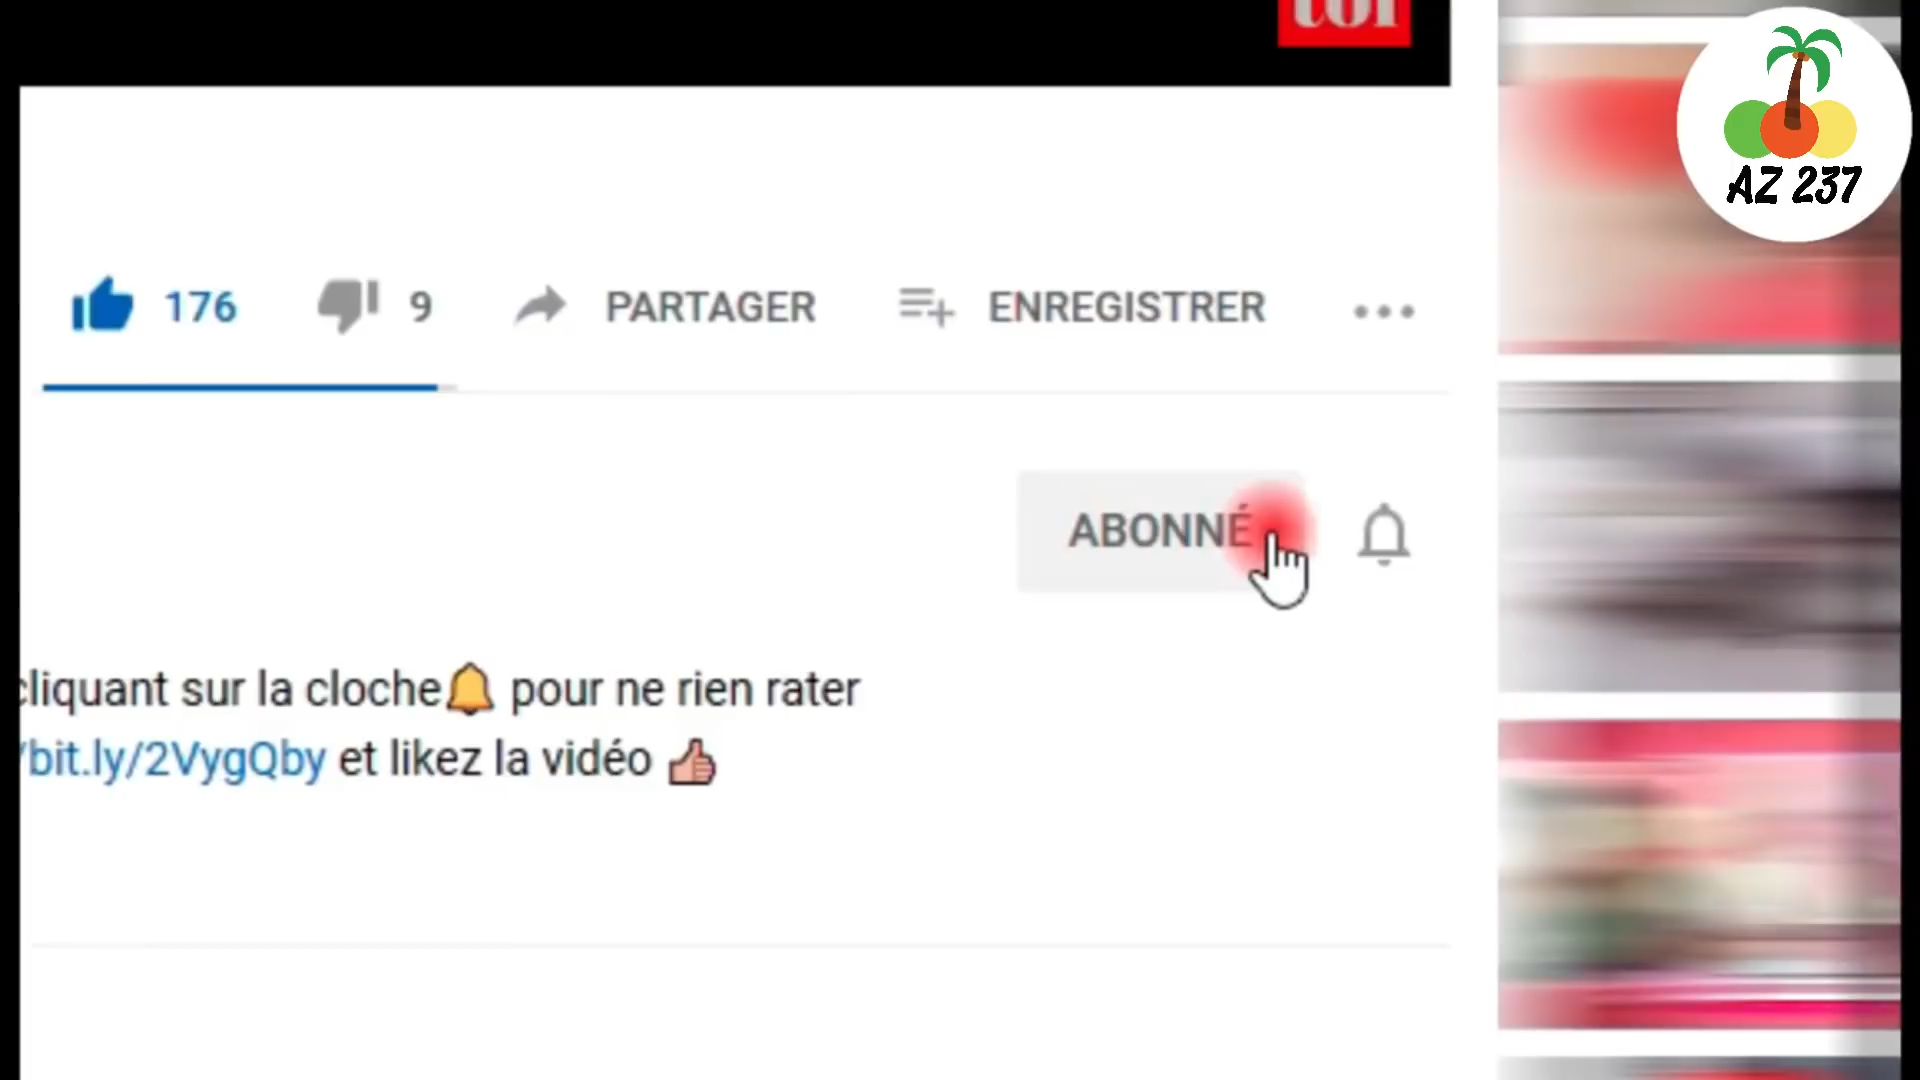 AZ 237
176 9 PARTAGER ENREGISTRER
ABONNÉ
cliquant sur la cloche🔔 pour ne rien rater
/bit.ly/2VygQby et likez la vidéo 👍